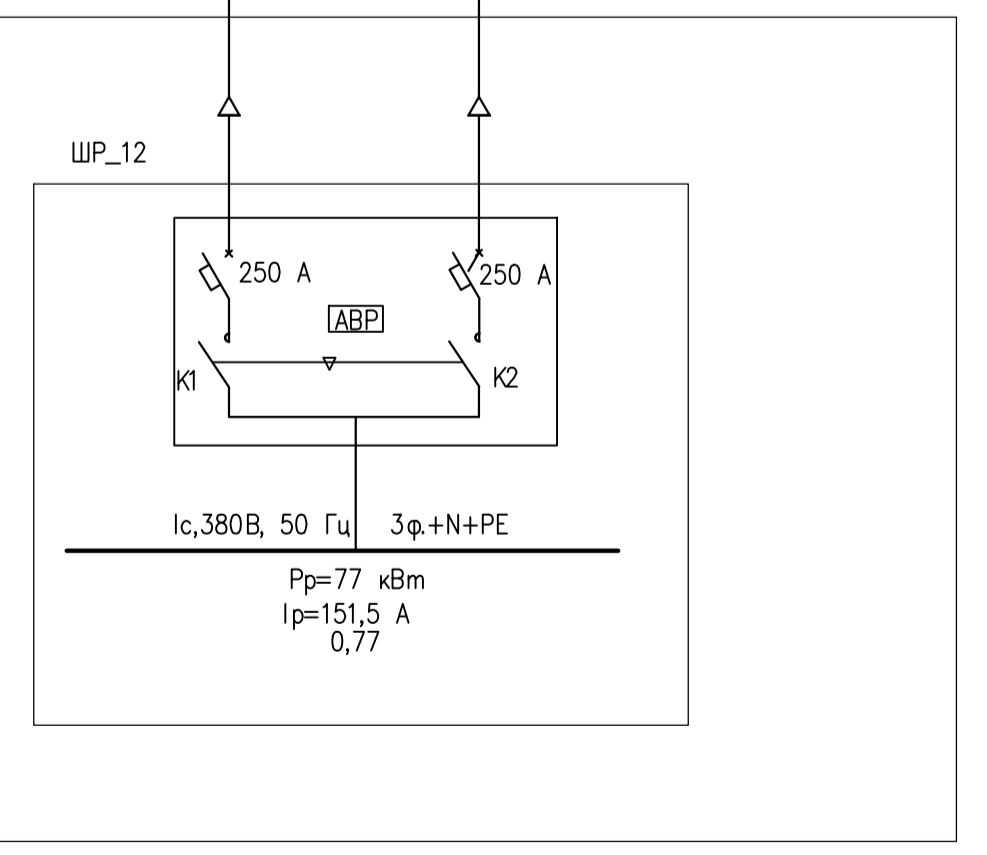 ШР_12
250 А
250 А
АВР
К1
К2
Iс,380В, 50 Гц 3ф.+N+PE
Рр=77 кВт
Iр=151,5 А
0,77